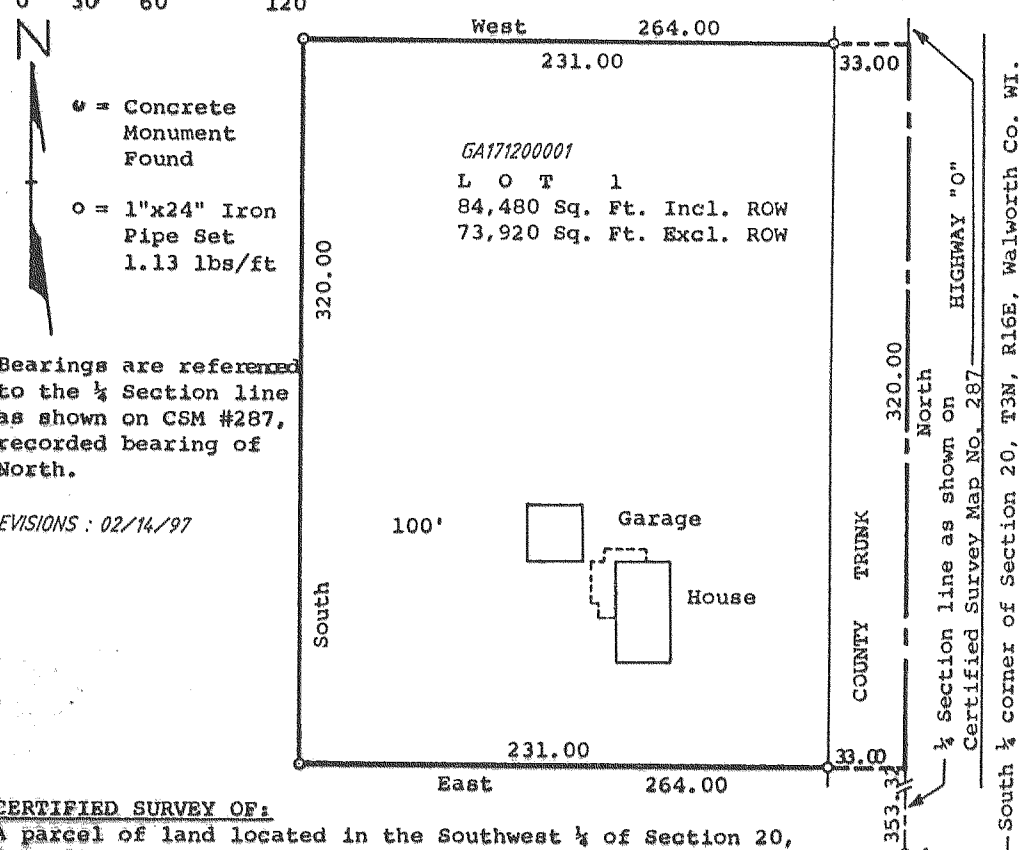 0 30 60 120
N
West 264.00
231.00
33.00
= Concrete
Monument
Found
o = 1"x24" Iron
Pipe Set
1.13 lbs/ft
GA171200001
L O T 1
84,480 Sq. Ft. Incl. ROW
73,920 Sq. Ft. Excl. ROW
320.00
South
Bearings are referenced
to the ¼ Section line
as shown on CSM #287,
recorded bearing of
North.
EVISIONS : 02/14/97
100'
Garage
House
COUNTY TRUNK
HIGHWAY "O"
320.00
North
¼ Section line as shown on
Certified Survey Map No. 287
South ¼ corner of Section 20, T3N, R16E, Walworth Co. WI.
231.00
33.00
East 264.00
353.32
CERTIFIED SURVEY OF:
A parcel of land located in the Southwest ¼ of Section 20,